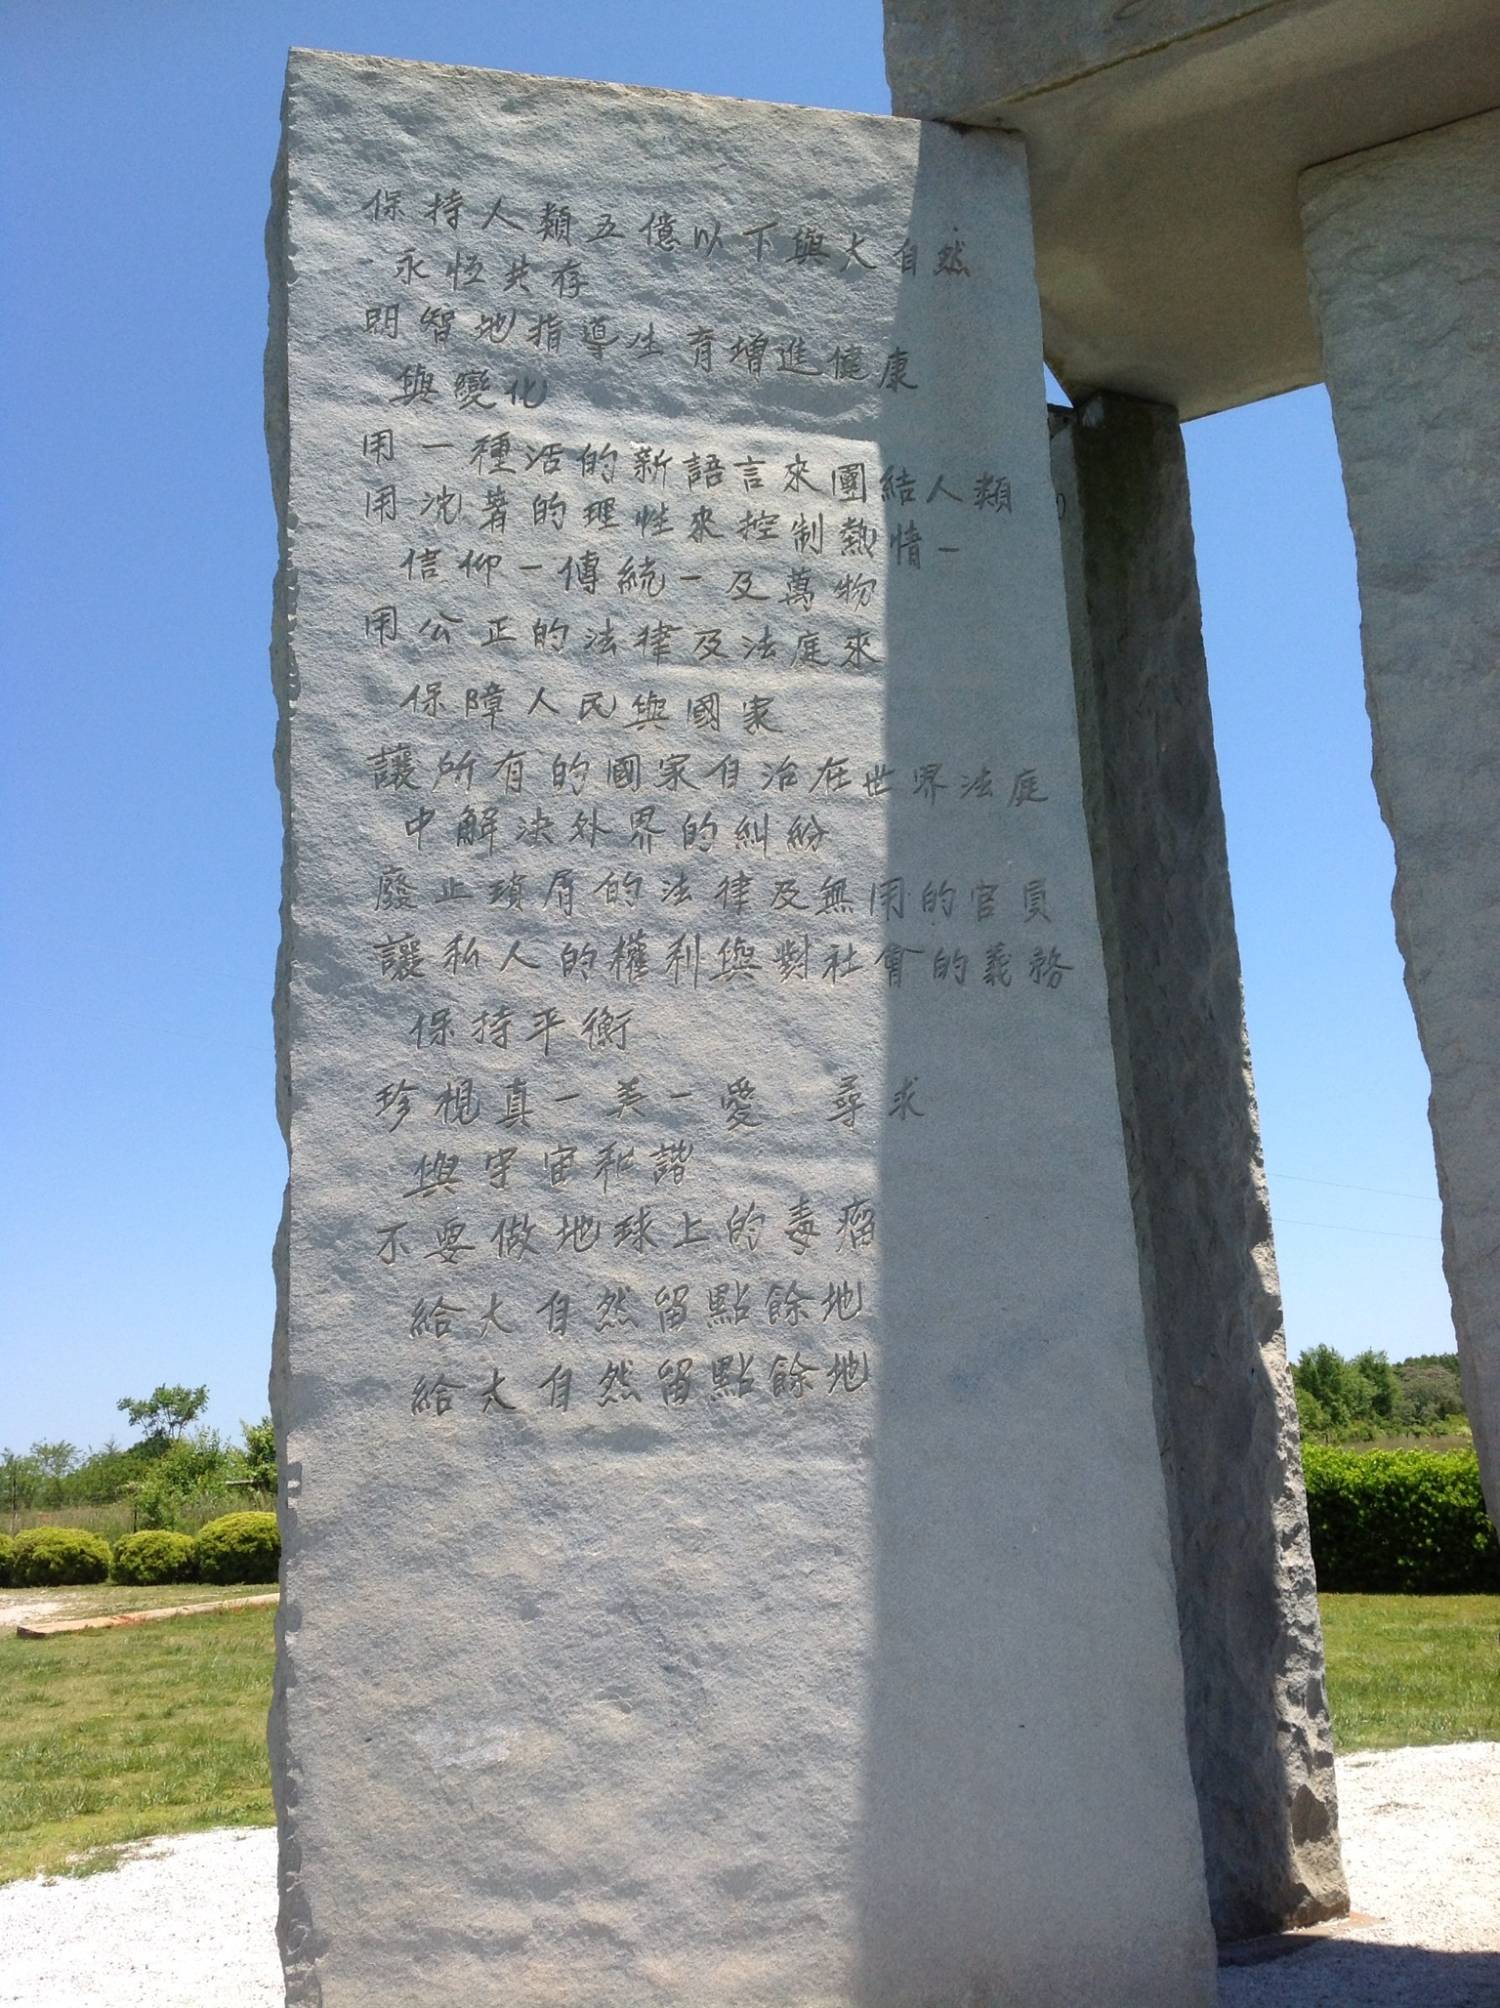 保持人類五億以下與大自然
永恆共存
明智地指導生育增進健康
與變化
用一種活的新語言來團結人類
用沈著的理性來控制熱情一
信仰一傳統一及萬物
用公正的法律及法庭來
保障人民與國家
讓所有的國家自治在世界法庭
中解決外界的糾紛
廢止瑣屑的法律及無用的官員
讓私人的權利與對社會的義務
保持平衡
珍視真一美一愛 尋求
與宇宙和諧
不要做地球上的毒瘤
給大自然留點餘地
給大自然留點餘地